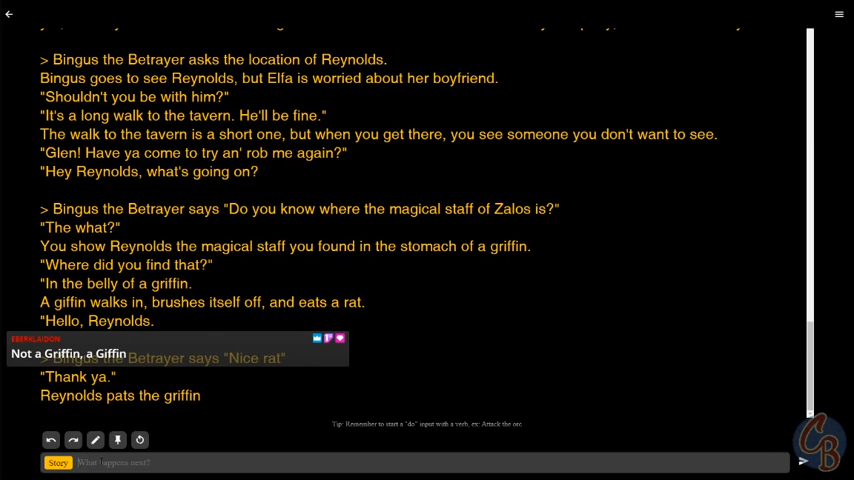 > Bingus the Betrayer asks the location of Reynolds.
Bingus goes to see Reynolds, but Elfa is worried about her boyfriend.
"Shouldn't you be with him?"
"It's a long walk to the tavern. He'll be fine."
The walk to the tavern is a short one, but when you get there, you see someone you don't want to see.
"Glen! Have ya come to try an' rob me again?"
"Hey Reynolds, what's going on?
> Bingus the Betrayer says "Do you know where the magical staff of Zalos is?"
"The what?"
You show Reynolds the magical staff you found in the stomach of a griffin.
"Where did you find that?"
"In the belly of a griffin.
A giffin walks in, brushes itself off, and eats a rat.
"Hello, Reynolds.
EBERKLAIDON
Not a Griffin, a Giffin
> Bingus the Betrayer says "Nice rat"
"Thank ya."
Reynolds pats the griffin
Tip: Remember to start a "do" input with a verb, ex: Attack the orc
Story What happens next?
CB